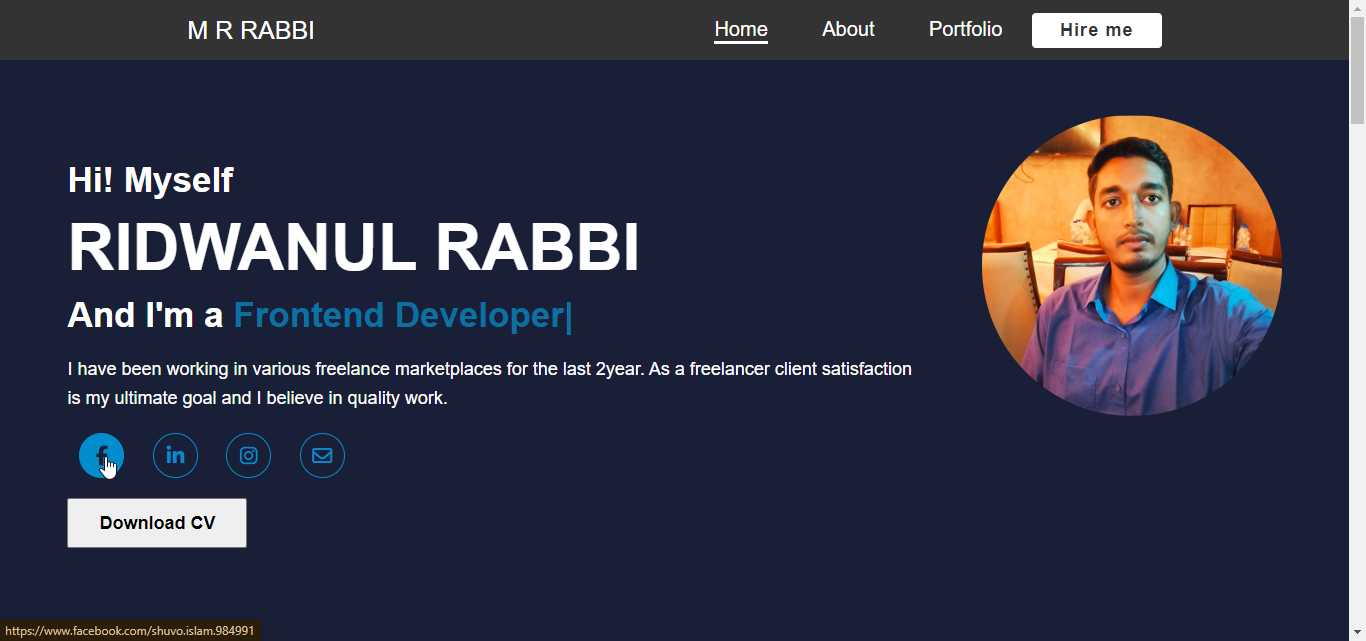 M R RABBI
Home
About
Portfolio
Hire me
Hi! Myself
RIDWANUL RABBI
And I'm a Frontend Developer|
I have been working in various freelance marketplaces for the last 2year. As a freelancer client satisfaction
is my ultimate goal and I believe in quality work.
Download CV
https://www.facebook.com/shuvo.islam.984991